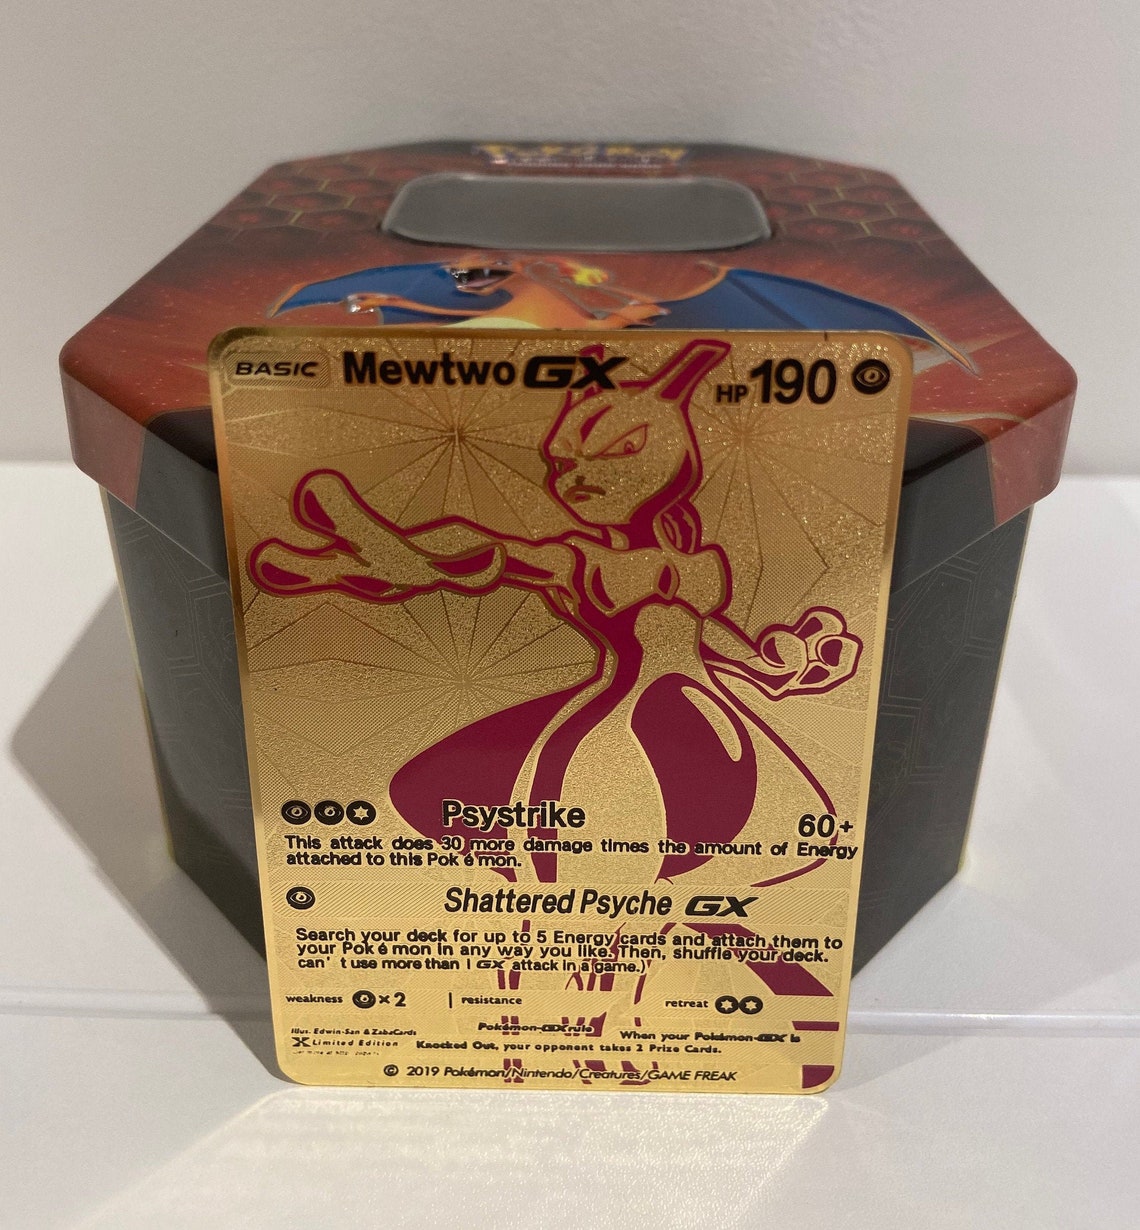 POKÉMON
BASIC Mewtwo GX HP 190
Psystrike 60+
This attack does 30 more damage times the amount of Energy
attached to this Pok é mon.
Shattered Psyche GX
Search your deck for up to 5 Energy cards and attach them to
your Pok é mon in any way you like. Then, shuffle your deck.
can' t use more than 1 GX attack in a game.)
weakness ×2 | resistance retreat
Illus. Edwin-San & ZaboCards Pokémon-GX rule When your Pokémon-GX is
X Limited Edition Knocked Out, your opponent takes 2 Prize Cards.
© 2019 Pokémon/Nintendo/Creatures/GAME FREAK